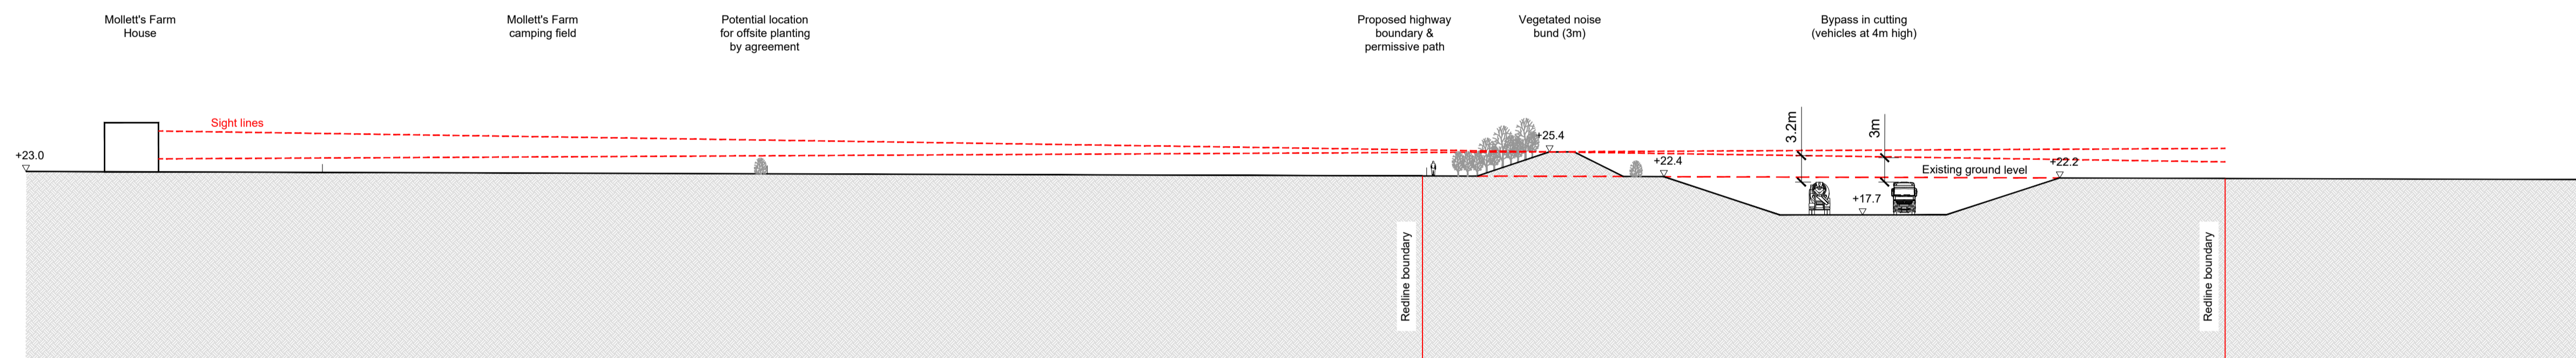 Mollett's Farm
House
Mollett's Farm
camping field
Potential location
for offsite planting
by agreement
Proposed highway
boundary &
permissive path
Vegetated noise
bund (3m)
Bypass in cutting
(vehicles at 4m high)
Sight lines
+23.0
+25.4
+22.4
3.2m
3m
+22.2
Existing ground level
+17.7
Redline boundary
Redline boundary